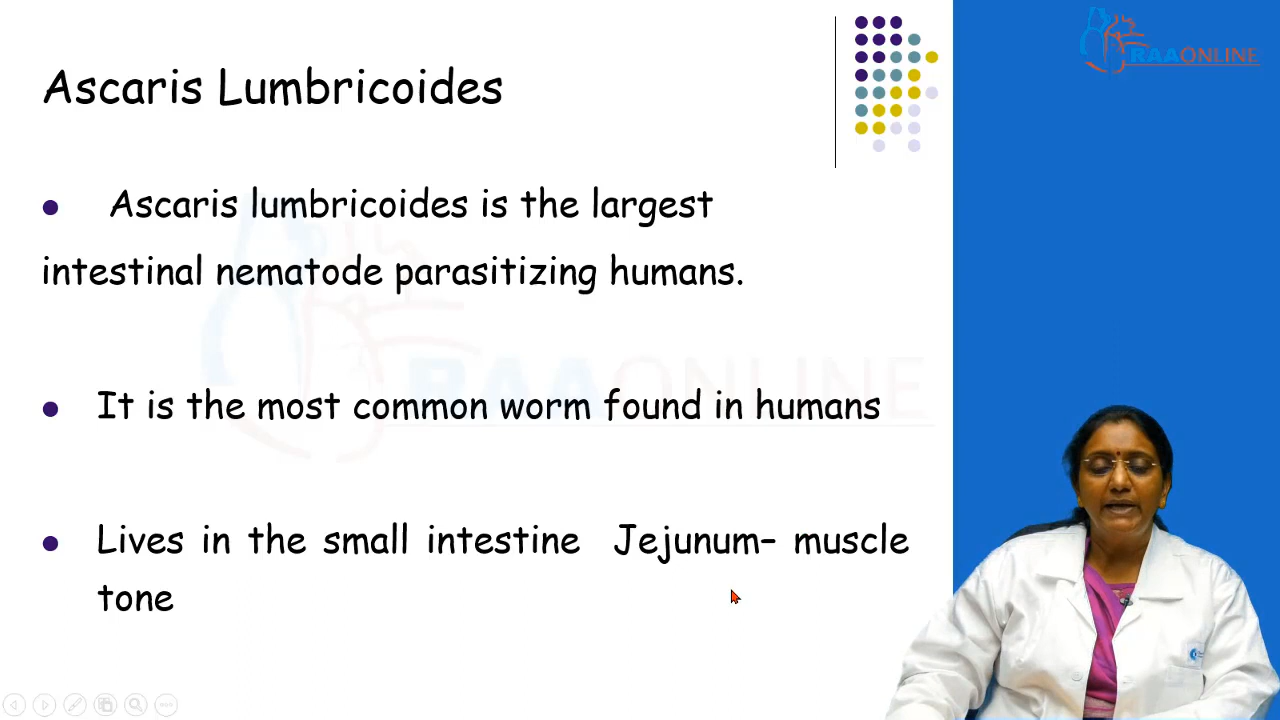 RAAONLINE
Ascaris Lumbricoides
Ascaris lumbricoides is the largest
intestinal nematode parasitizing humans.
RAAONLINE
It is the most common worm found in humans
Lives in the small intestine Jejunum– muscle
tone